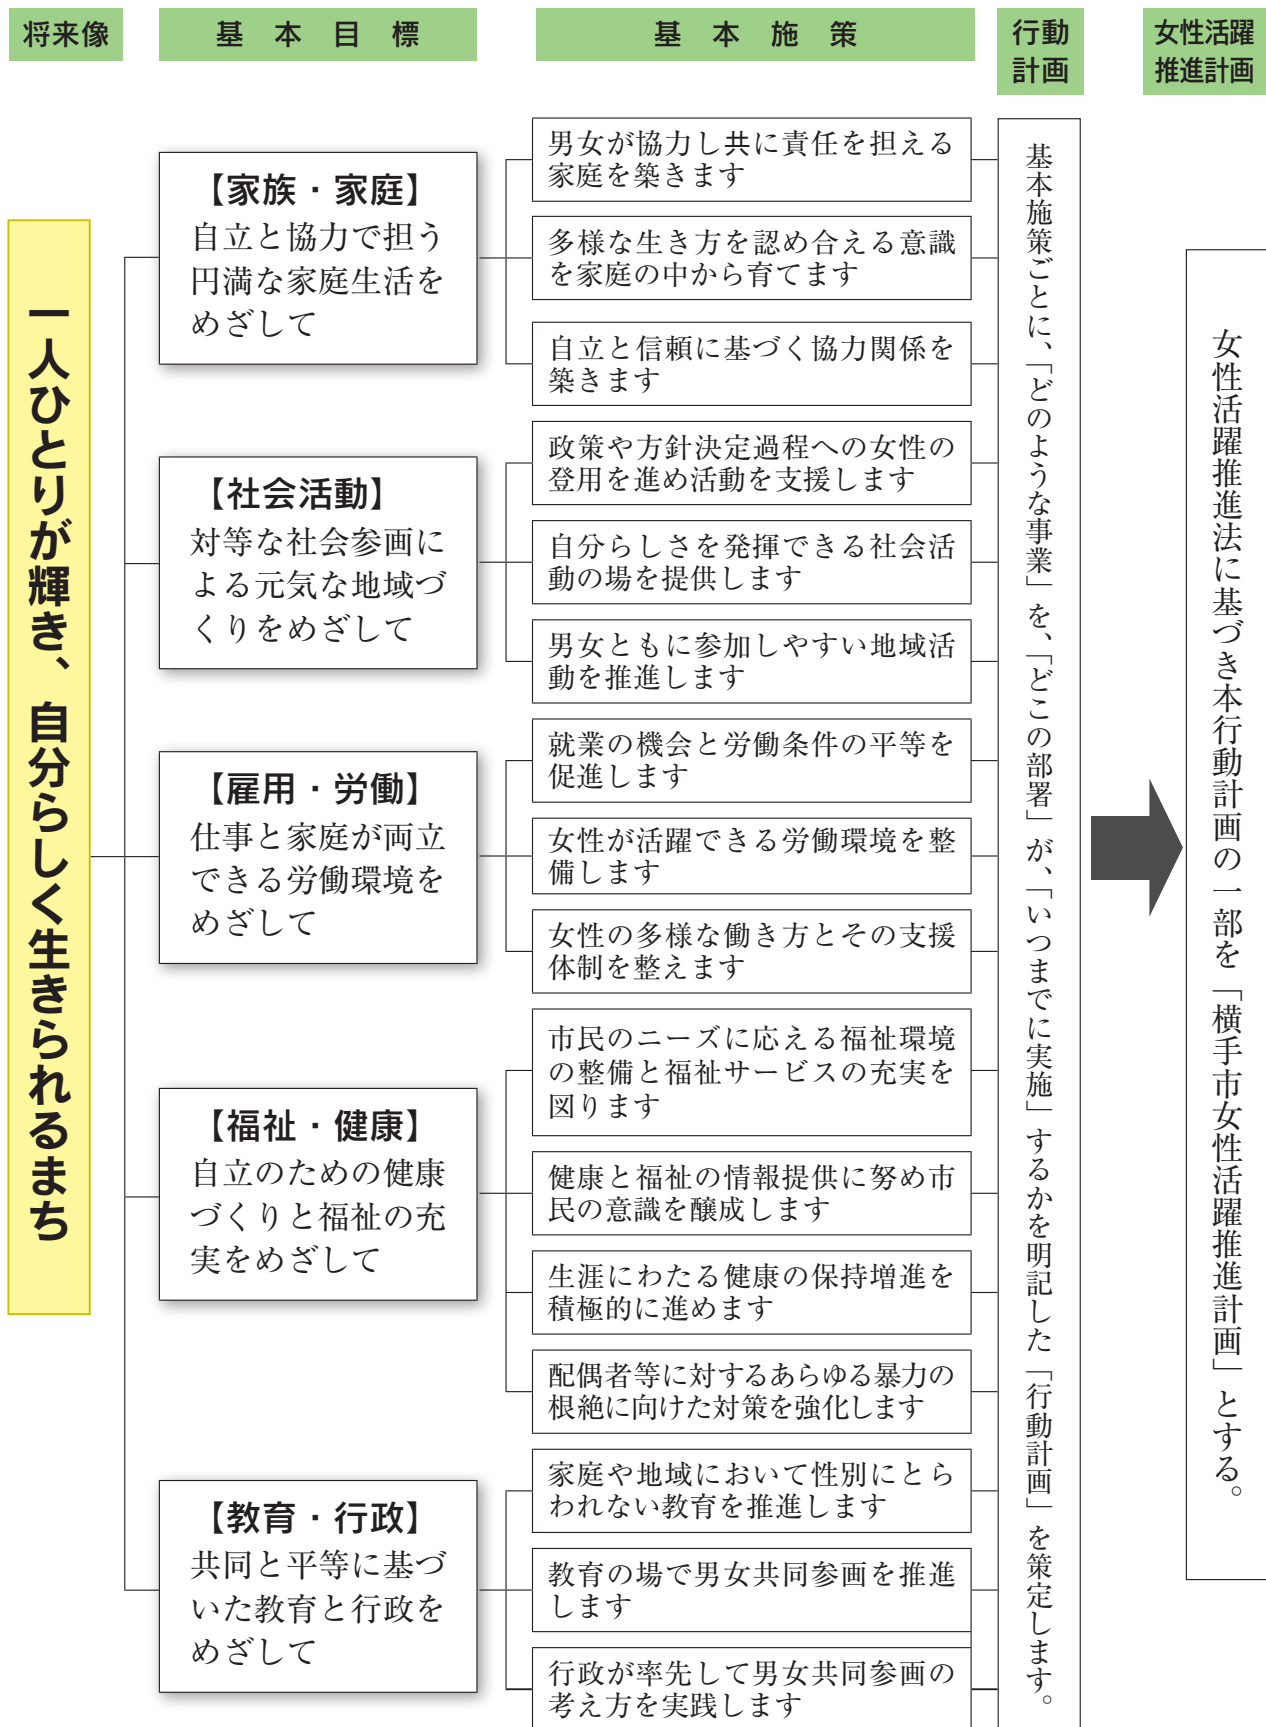 将来像
基本目標
基本施策
行動
計画
女性活躍
推進計画
一人ひとりが輝き、自分らしく生きられるまち
【家族・家庭】
自立と協力で担う
円満な家庭生活を
めざして
男女が協力し共に責任を担える
家庭を築きます
多様な生き方を認め合える意識
を家庭の中から育てます
自立と信頼に基づく協力関係を
築きます
【社会活動】
対等な社会参画に
よる元気な地域づ
くりをめざして
政策や方針決定過程への女性の
登用を進め活動を支援します
自分らしさを発揮できる社会活
動の場を提供します
男女ともに参加しやすい地域活
動を推進します
【雇用・労働】
仕事と家庭が両立
できる労働環境を
めざして
就業の機会と労働条件の平等を
促進します
女性が活躍できる労働環境を整
備します
女性の多様な働き方とその支援
体制を整えます
【福祉・健康】
自立のための健康
づくりと福祉の充
実をめざして
市民のニーズに応える福祉環境
の整備と福祉サービスの充実を
図ります
健康と福祉の情報提供に努め市
民の意識を醸成します
生涯にわたる健康の保持増進を
積極的に進めます
配偶者等に対するあらゆる暴力の
根絶に向けた対策を強化します
【教育・行政】
共同と平等に基づ
いた教育と行政を
めざして
家庭や地域において性別にとら
われない教育を推進します
教育の場で男女共同参画を推進
します
行政が率先して男女共同参画の
考え方を実践します
基本施策ごとに、「どのような事業」を、「どこの部署」が、「いつまでに実施」するかを明記した「行動計画」を策定します。
女性活躍推進法に基づき本行動計画の一部を「横手市女性活躍推進計画」とする。